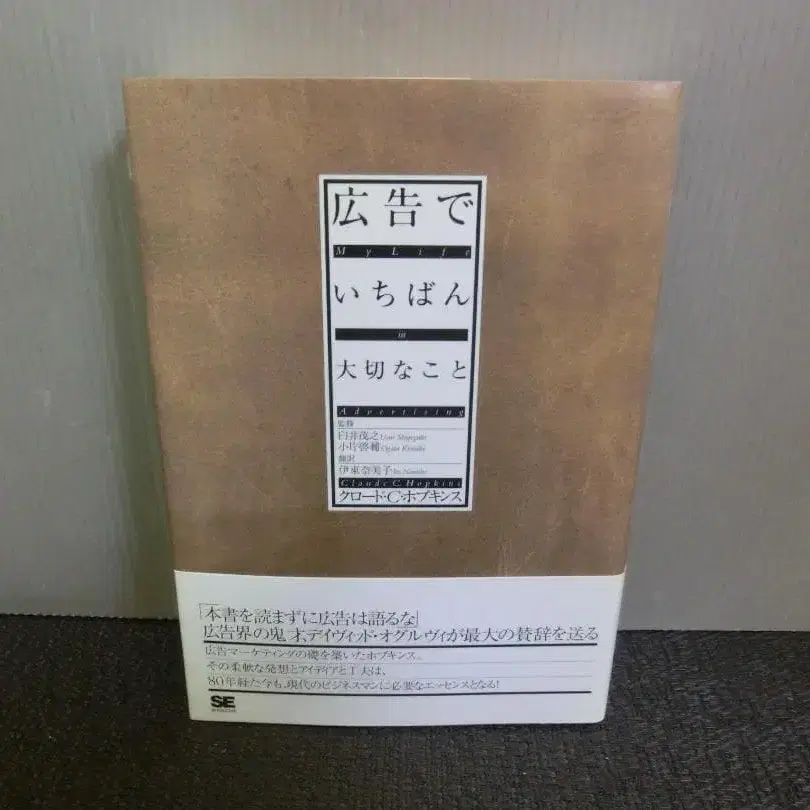 広告で
My Life
いちばん
in
大切なこと
Advertising
監修
臼井茂之 Usui Shigeyuki
小片啓輔 Ogata Keisuke
翻訳
伊東奈美子 Ito Namiko
Claude C. Hopkins
クロード・C・ホプキンス
「本書を読まずに広告は語るな」
広告界の鬼才、デイヴィッド・オグルヴィが最大の賛辞を送る
広告マーケティングの礎を築いたホプキンス。
その柔軟な発想とアイディアと工夫は、
80年経た今も、現代のビジネスマンに必要なエッセンスとなる!
SE
SHOEISHA